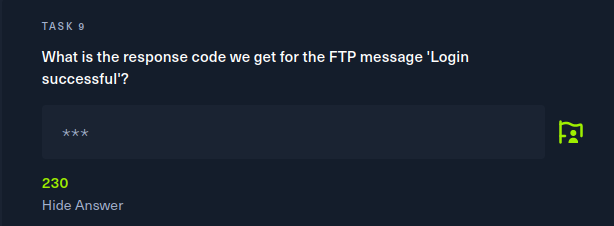 TASK 9
What is the response code we get for the FTP message 'Login
successful'?
***
230
Hide Answer